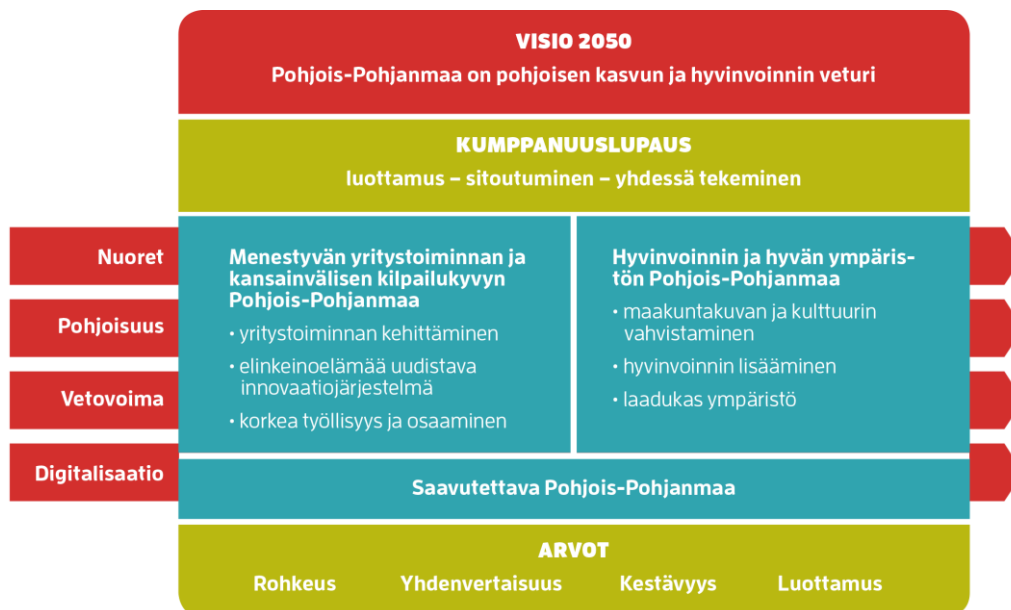 VISIO 2050
Pohjois-Pohjanmaa on pohjoisen kasvun ja hyvinvoinnin veturi
KUMPPANUUSLUPAUS
luottamus – sitoutuminen – yhdessä tekeminen
Nuoret
Pohjoisuus
Vetovoima
Digitalisaatio
Menestyvän yritystoiminnan ja
kansainvälisen kilpailukyvyn
Pohjois-Pohjanmaa
• yritystoiminnan kehittäminen
• elinkeinoelämää uudistava
innovaatiojärjestelmä
• korkea työllisyys ja osaaminen
Hyvinvoinnin ja hyvän ympäris-
tön Pohjois-Pohjanmaa
• maakuntakuvan ja kulttuurin
vahvistaminen
• hyvinvoinnin lisääminen
• laadukas ympäristö
Saavutettava Pohjois-Pohjanmaa
ARVOT
Rohkeus Yhdenvertaisuus Kestävyys Luottamus